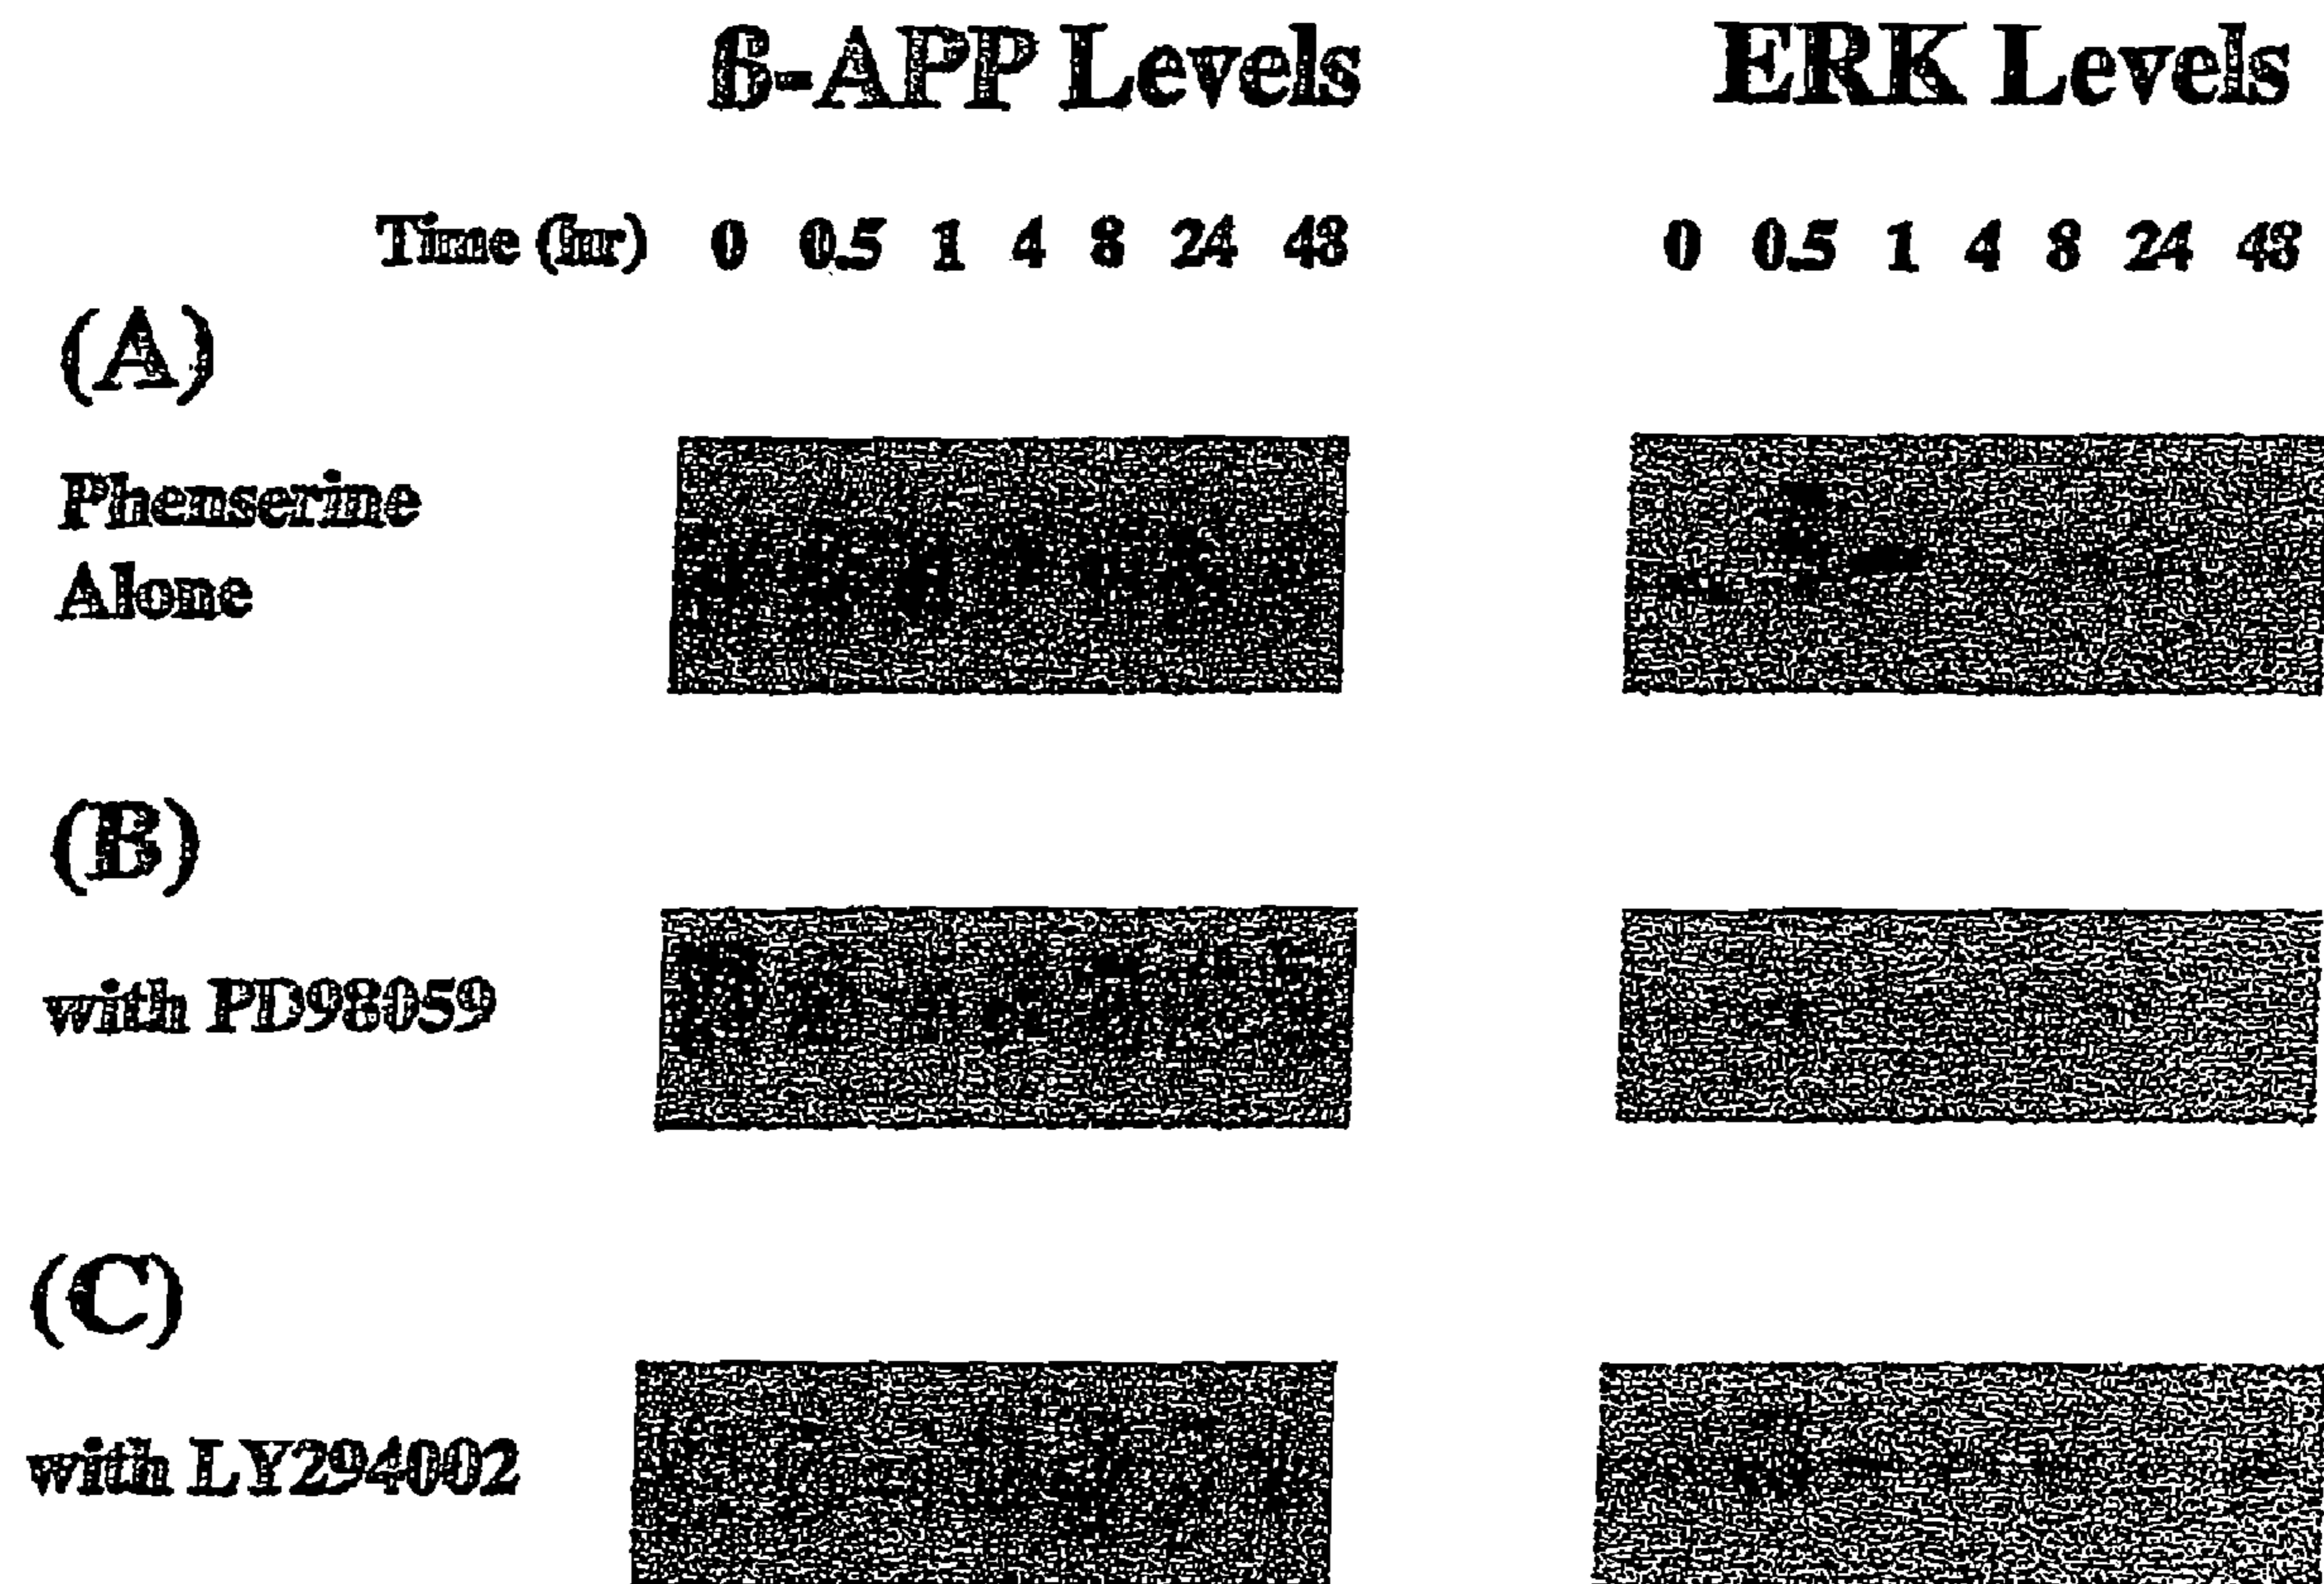 ß-APP Levels ERK Levels
Time (hr) 0 0.5 1 4 8 24 48 0 0.5 1 4 8 24 48
(A)
Phenserine
Alone
(B)
with PD98059
(C)
with LY294002